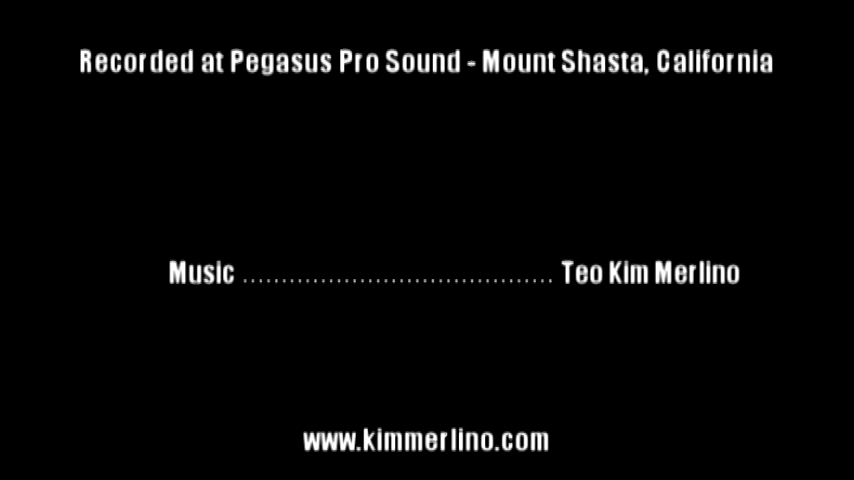 Recorded at Pegasus Pro Sound - Mount Shasta, California
Music ........................................ Teo Kim Merlino
www.kimmerlino.com